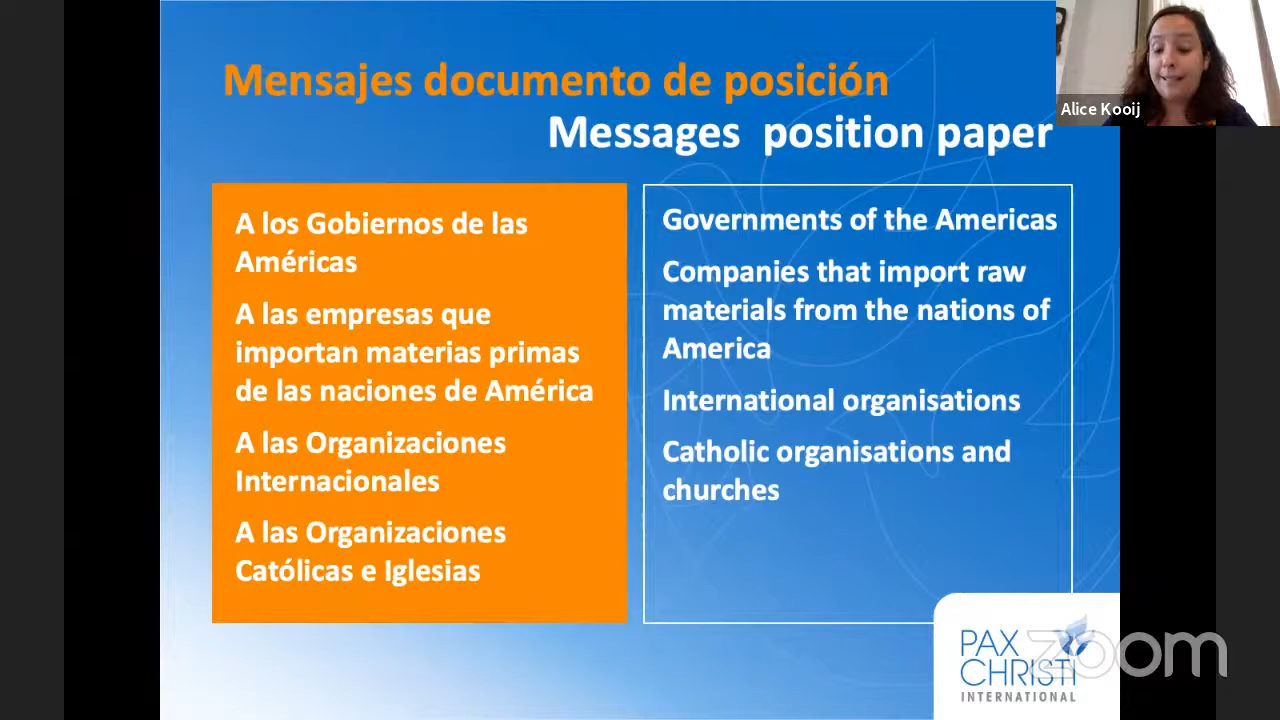 Mensajes documento de posición
Messages position paper
Alice Kooij
A los Gobiernos de las
Américas
A las empresas que
importan materias primas
de las naciones de América
A las Organizaciones
Internacionales
A las Organizaciones
Católicas e Iglesias
Governments of the Americas
Companies that import raw
materials from the nations of
America
International organisations
Catholic organisations and
churches
PAX
CHRISTI
INTERNATIONAL
zoom